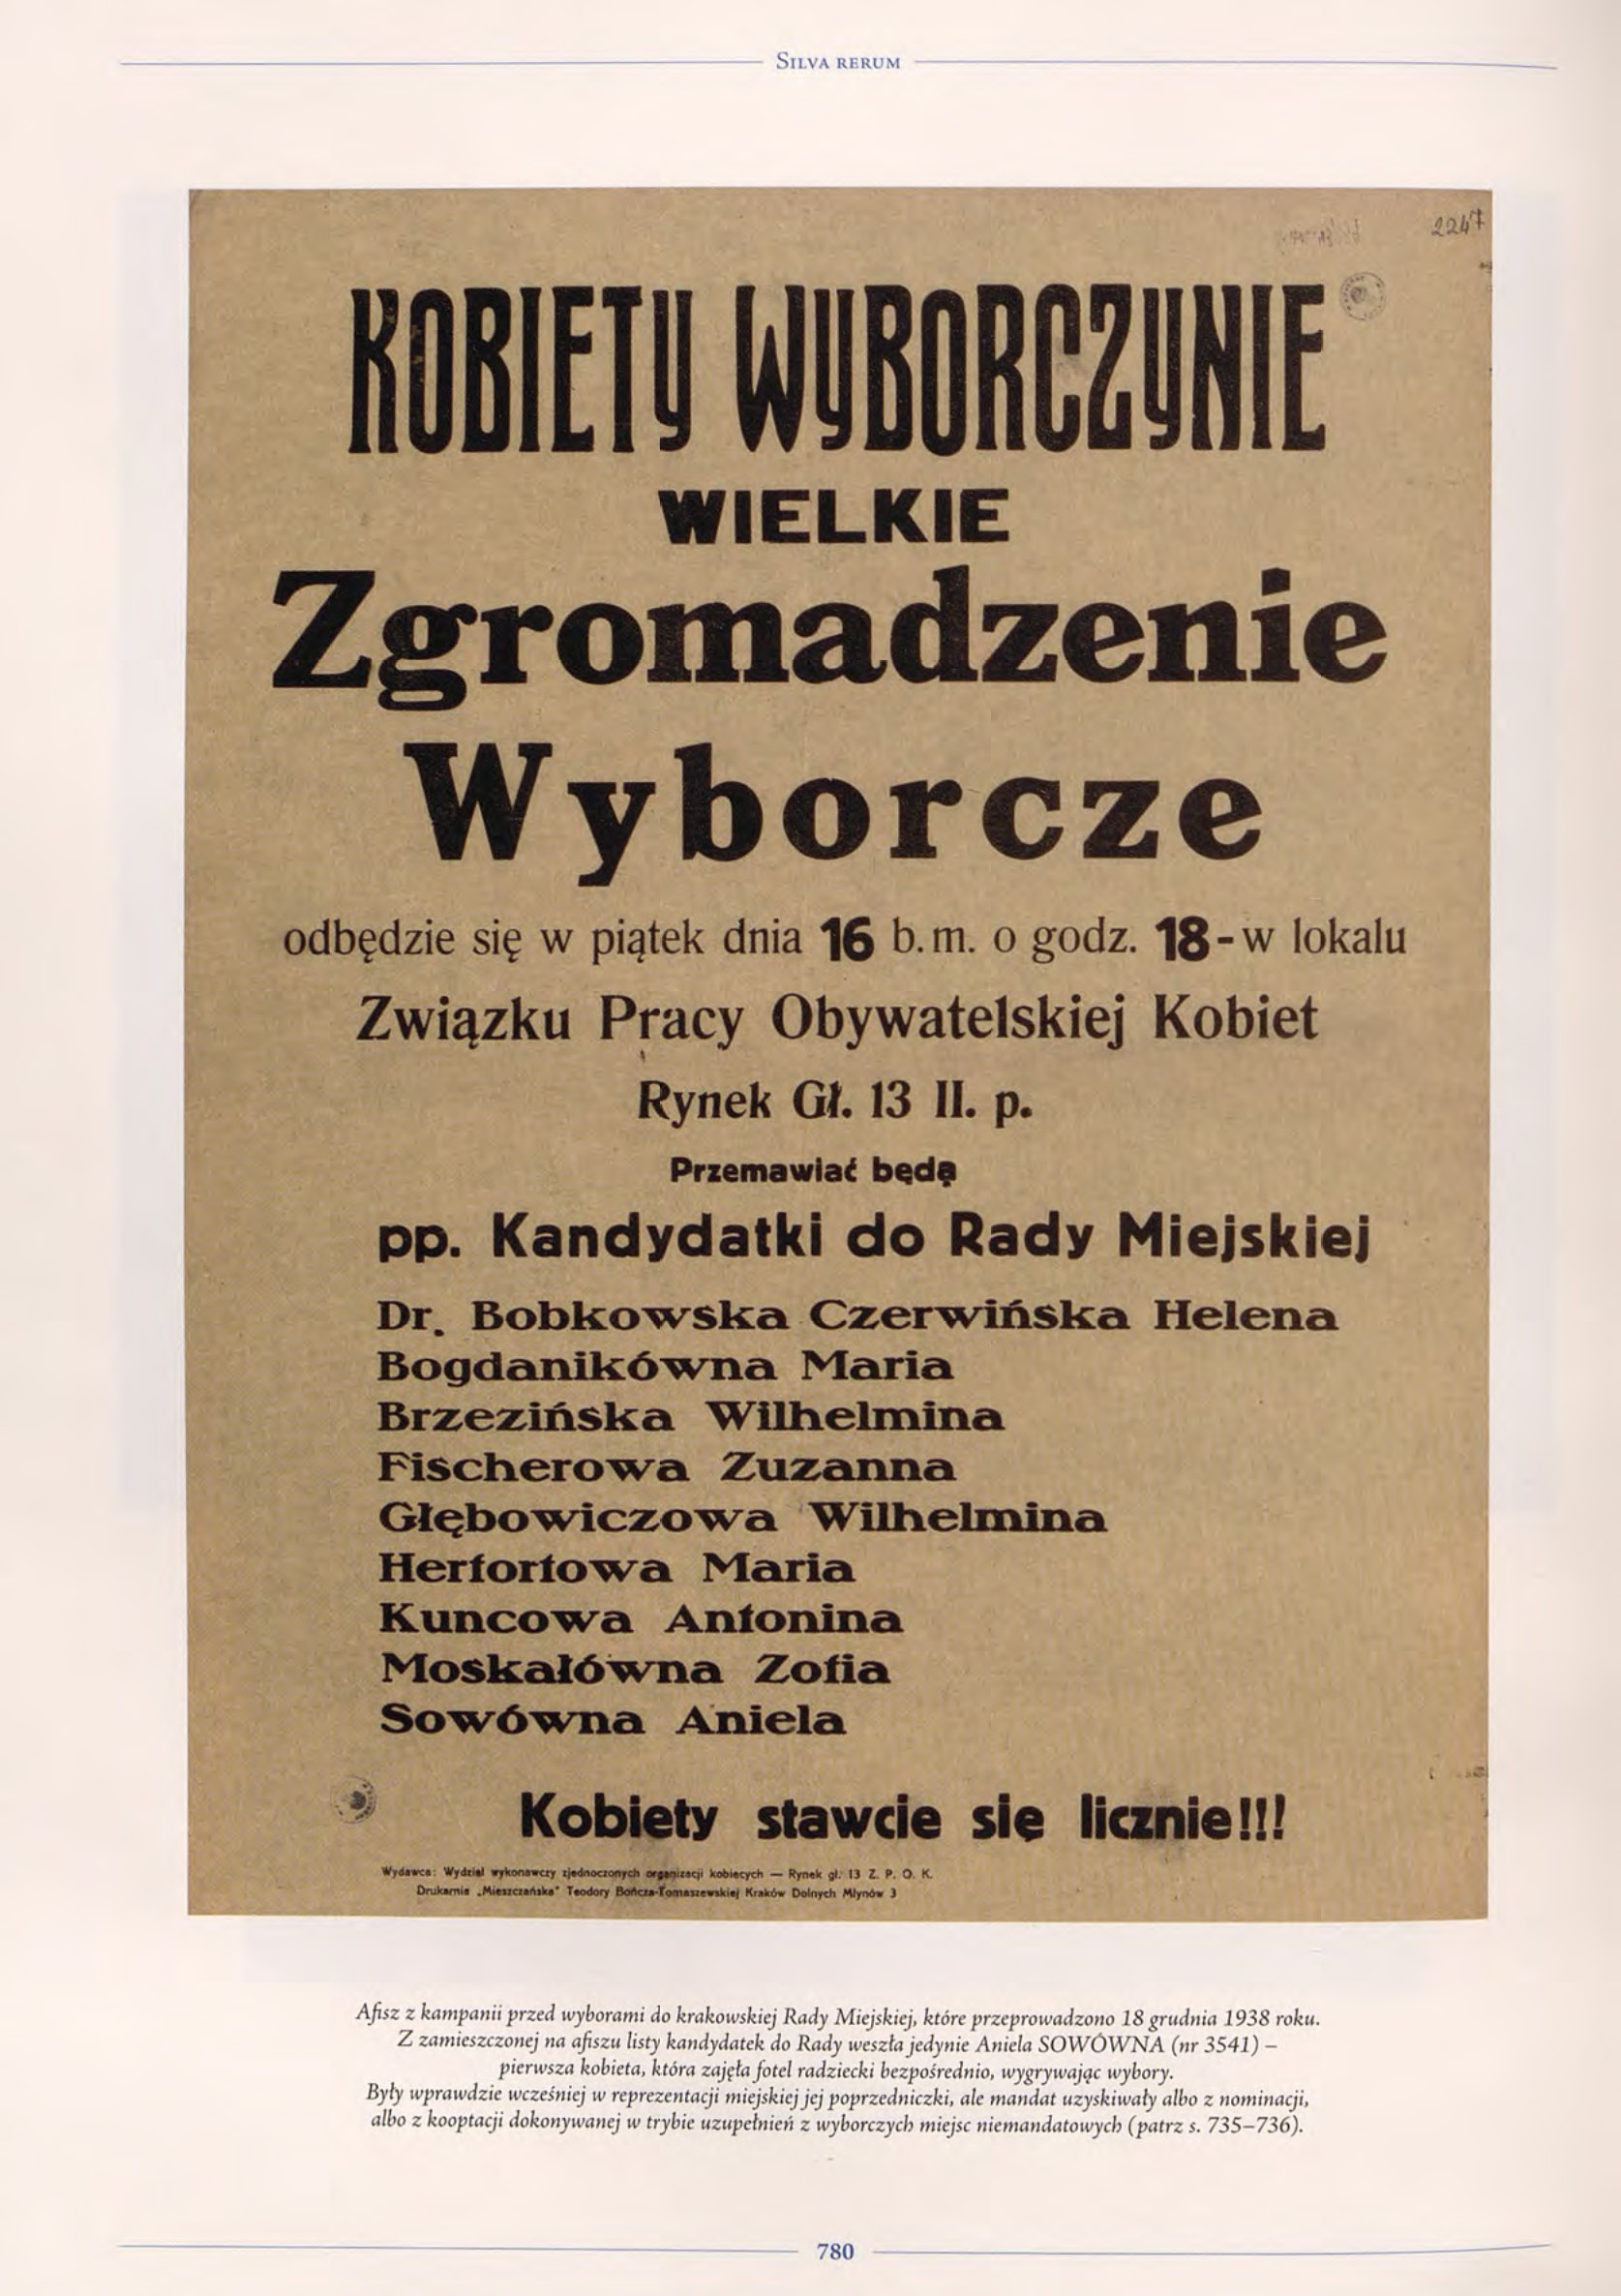 Silva rerum
2247
KOBIETY WYBORCZYNIE
WIELKIE
Zgromadzenie
Wyborcze
odbędzie się w piątek dnia 16 b. m. o godz. 18 - w lokalu
Związku Pracy Obywatelskiej Kobiet
Rynek Gł. 13 II. p.
Przemawiać będą
pp. Kandydatki do Rady Miejskiej
Dr. Bobkowska Czerwińska Helena
Bogdanikówna Maria
Brzezińska Wilhelmina
Fischerowa Zuzanna
Głębowiczowa Wilhelmina
Hertortowa Maria
Kuncowa Antonina
Moskałówna Zofia
Sowówna Aniela
Kobiety stawcie się licznie!!!
Wydawca: Wydział wykonawczy zjednoczonych organizacji kobiecych — Rynek gł. 13 Z. P. O. K.
Drukarnia „Mieszczańska" Teodory Bończa-Tomaszewskiej Kraków Dolnych Młynów 3
Afisz z kampanii przed wyborami do krakowskiej Rady Miejskiej, które przeprowadzono 18 grudnia 1938 roku.
Z zamieszczonej na afiszu listy kandydatek do Rady weszła jedynie Aniela SOWÓWNA (nr 3541) –
pierwsza kobieta, która zajęła fotel radziecki bezpośrednio, wygrywając wybory.
Były wprawdzie wcześniej w reprezentacji miejskiej jej poprzedniczki, ale mandat uzyskiwały albo z nominacji,
albo z kooptacji dokonywanej w trybie uzupełnień z wyborczych miejsc niemandatowych (patrz s. 735–736).
780